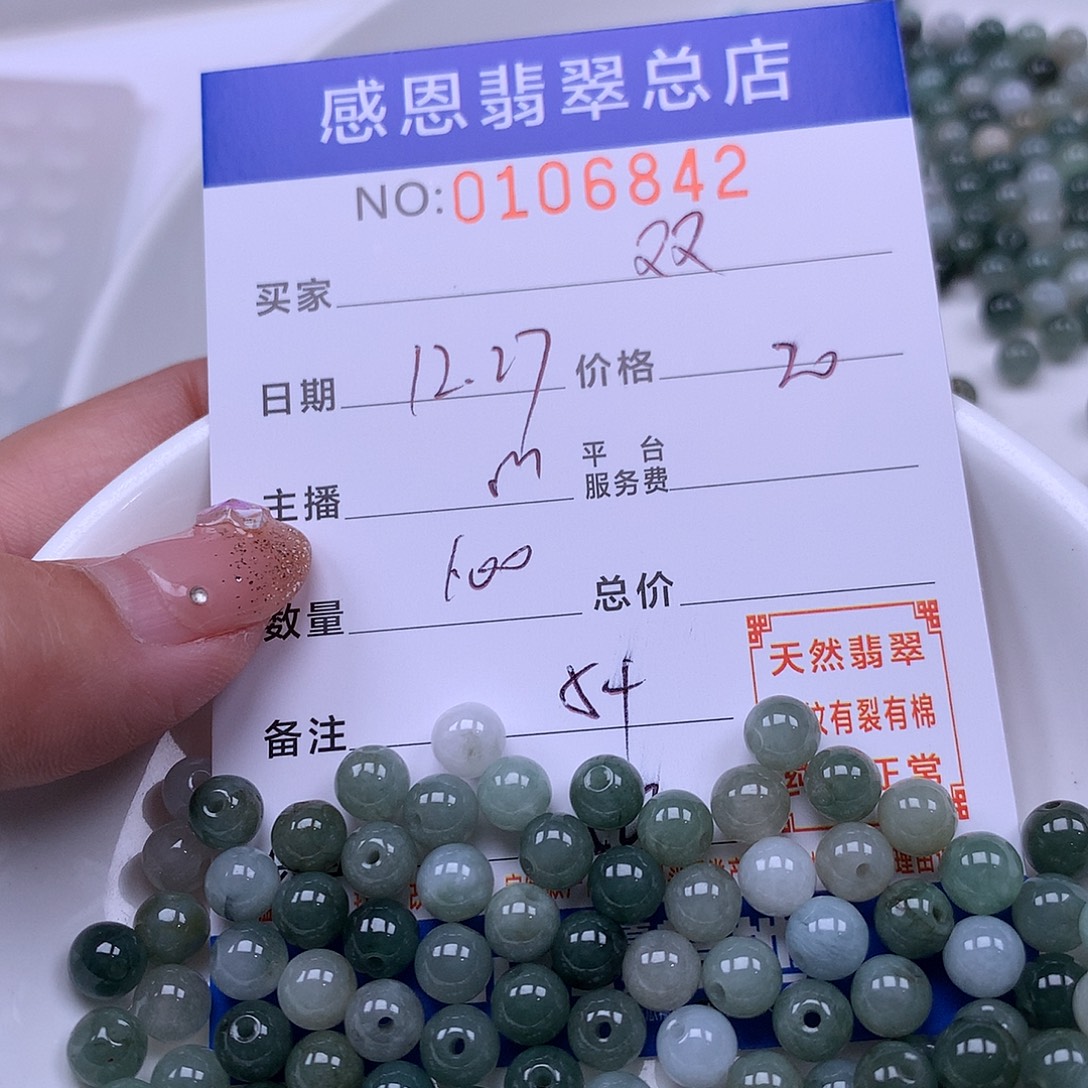 感恩翡翠总店
NO:0106842
买家 22
日期 12.27 价格 20
主播 m 平台服务费
数量 100 总价
备注 84
天然翡翠
纹有裂有棉
正常